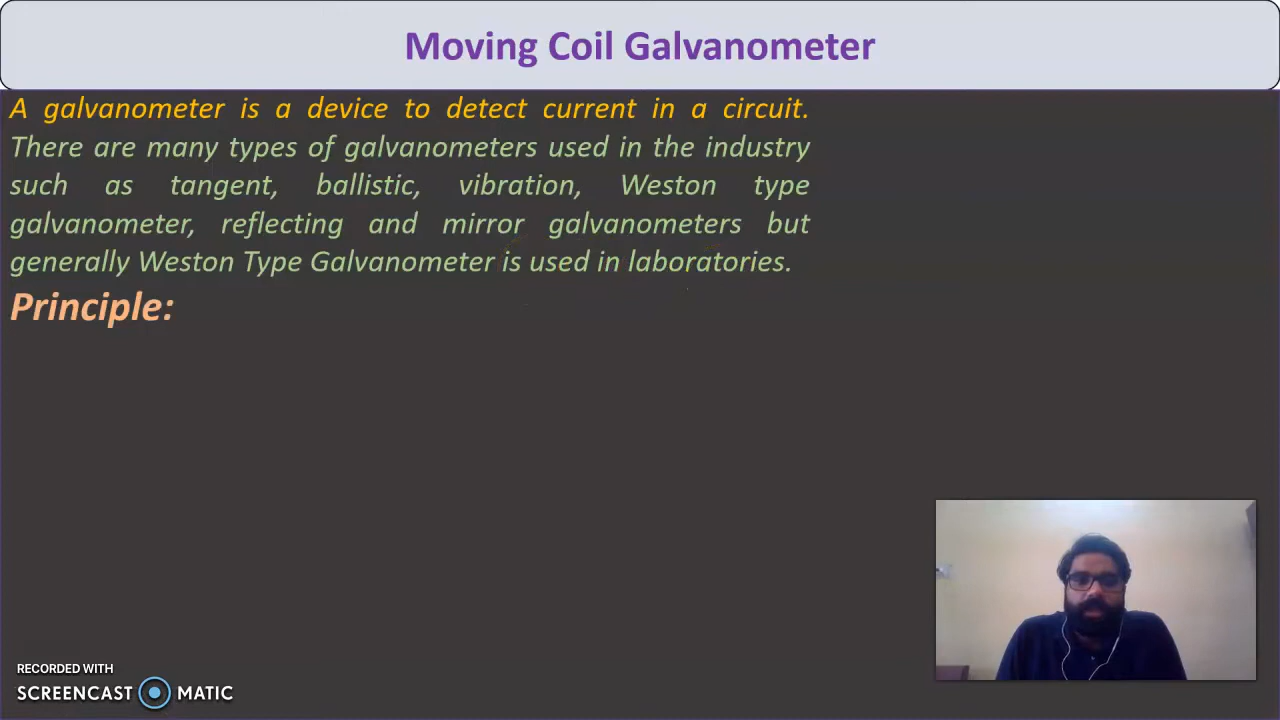 Moving Coil Galvanometer
A galvanometer is a device to detect current in a circuit.
There are many types of galvanometers used in the industry
such as tangent, ballistic, vibration, Weston type
galvanometer, reflecting and mirror galvanometers but
generally Weston Type Galvanometer is used in laboratories.
Principle:
RECORDED WITH
SCREENCAST MATIC